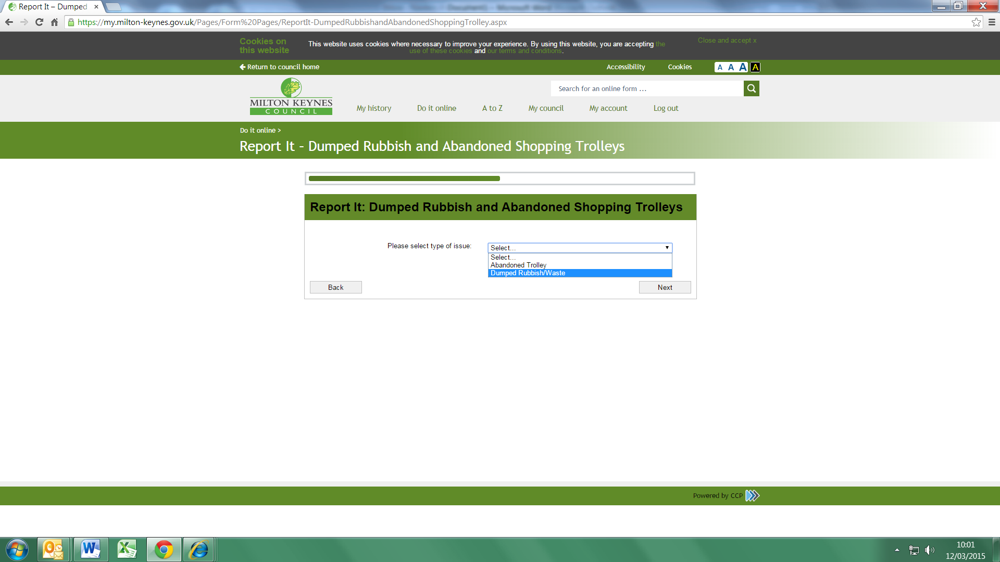 Report It – Dumped
https://my.milton-keynes.gov.uk/Pages/Form%20Pages/ReportIt-DumpedRubbishandAbandonedShoppingTrolley.aspx
Cookies on
this website
This website uses cookies where necessary to improve your experience. By using this website, you are accepting the
use of these cookies and our terms and conditions.
Close and accept x
Return to council home
Accessibility
Cookies
A A A A
MILTON KEYNES
COUNCIL
Search for an online form ...
My history
Do it online
A to Z
My council
My account
Log out
Do it online >
Report It – Dumped Rubbish and Abandoned Shopping Trolleys
Report It: Dumped Rubbish and Abandoned Shopping Trolleys
Please select type of issue:
Select...
Select...
Abandoned Trolley
Dumped Rubbish/Waste
Back
Next
Powered by CCP
10:01
12/03/2015